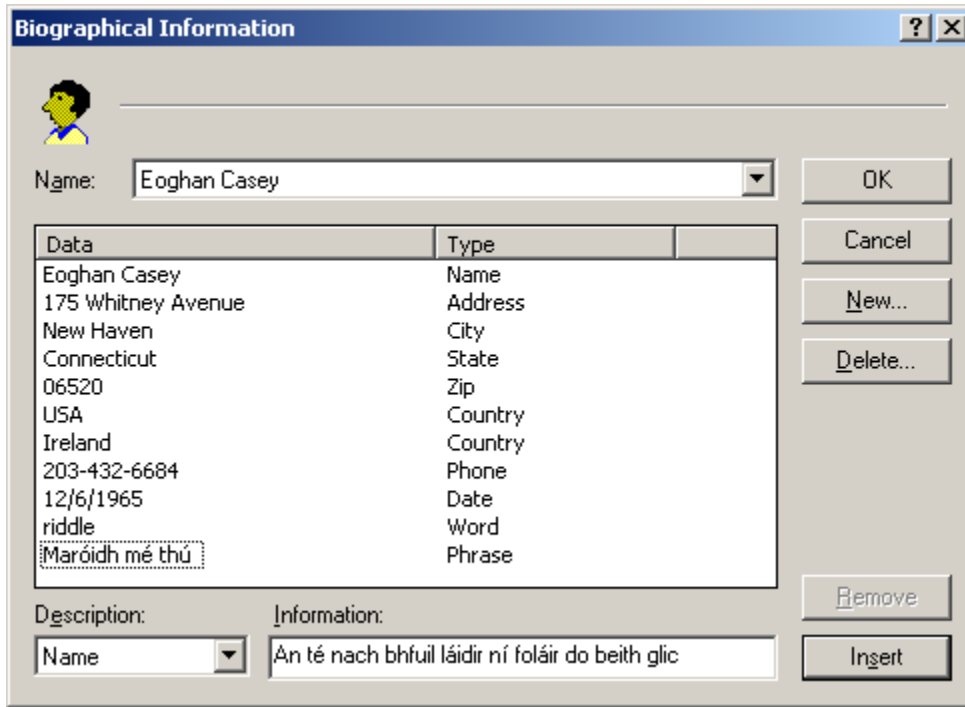 Biographical Information
Name: Eoghan Casey OK
Data Type Cancel
Eoghan Casey Name
175 Whitney Avenue Address New...
New Haven City
Connecticut State Delete...
06520 Zip
USA Country
Ireland Country
203-432-6684 Phone
12/6/1965 Date
riddle Word
Maróidh mé thú Phrase
Remove
Description: Information:
Name An té nach bhfuil láidir ní foláir do beith glic Insert